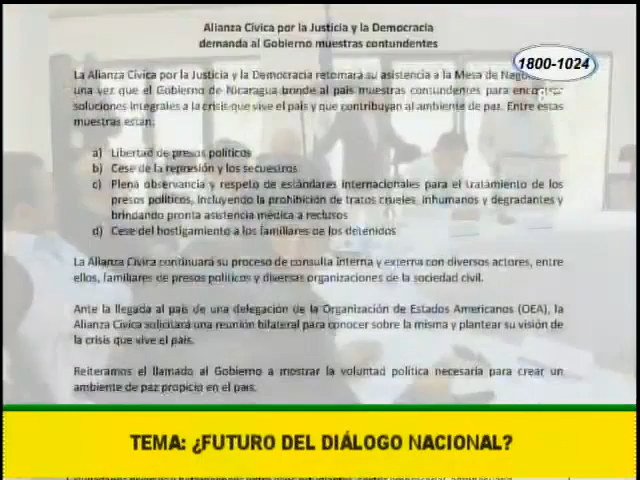 Alianza Cívica por la Justicia y la Democracia
demanda al Gobierno muestras contundentes
1800-1024
La Alianza Cívica por la Justicia y la Democracia retomará su asistencia a la Mesa de
una vez que el Gobierno de Nicaragua brinde al país muestras contundentes para encontrar
soluciones integrales a la crisis que vive el país y que contribuyan al ambiente de paz. Entre estas
muestras están:
a) Libertad de presos políticos
b) Cese de la represión y los secuestros
c) Plena observancia y respeto de estándares internacionales para el tratamiento de los
presos políticos, incluyendo la prohibición de tratos crueles, inhumanos y degradantes y
brindando pronta asistencia médica a reclusos
d) Cese del hostigamiento a los familiares de los detenidos
La Alianza Cívica continuará su proceso de consulta interna y externa con diversos actores, entre
ellos, familiares de presos políticos y diversas organizaciones de la sociedad civil.
Ante la llegada al país de una delegación de la Organización de Estados Americanos (OEA), la
Alianza Cívica solicitará una reunión bilateral para conocer sobre la misma y plantear su visión de
la crisis que vive el país.
Reiteramos el llamado al Gobierno a mostrar la voluntad política necesaria para crear un
ambiente de paz propicio en el país.
TEMA: ¿FUTURO DEL DIÁLOGO NACIONAL?